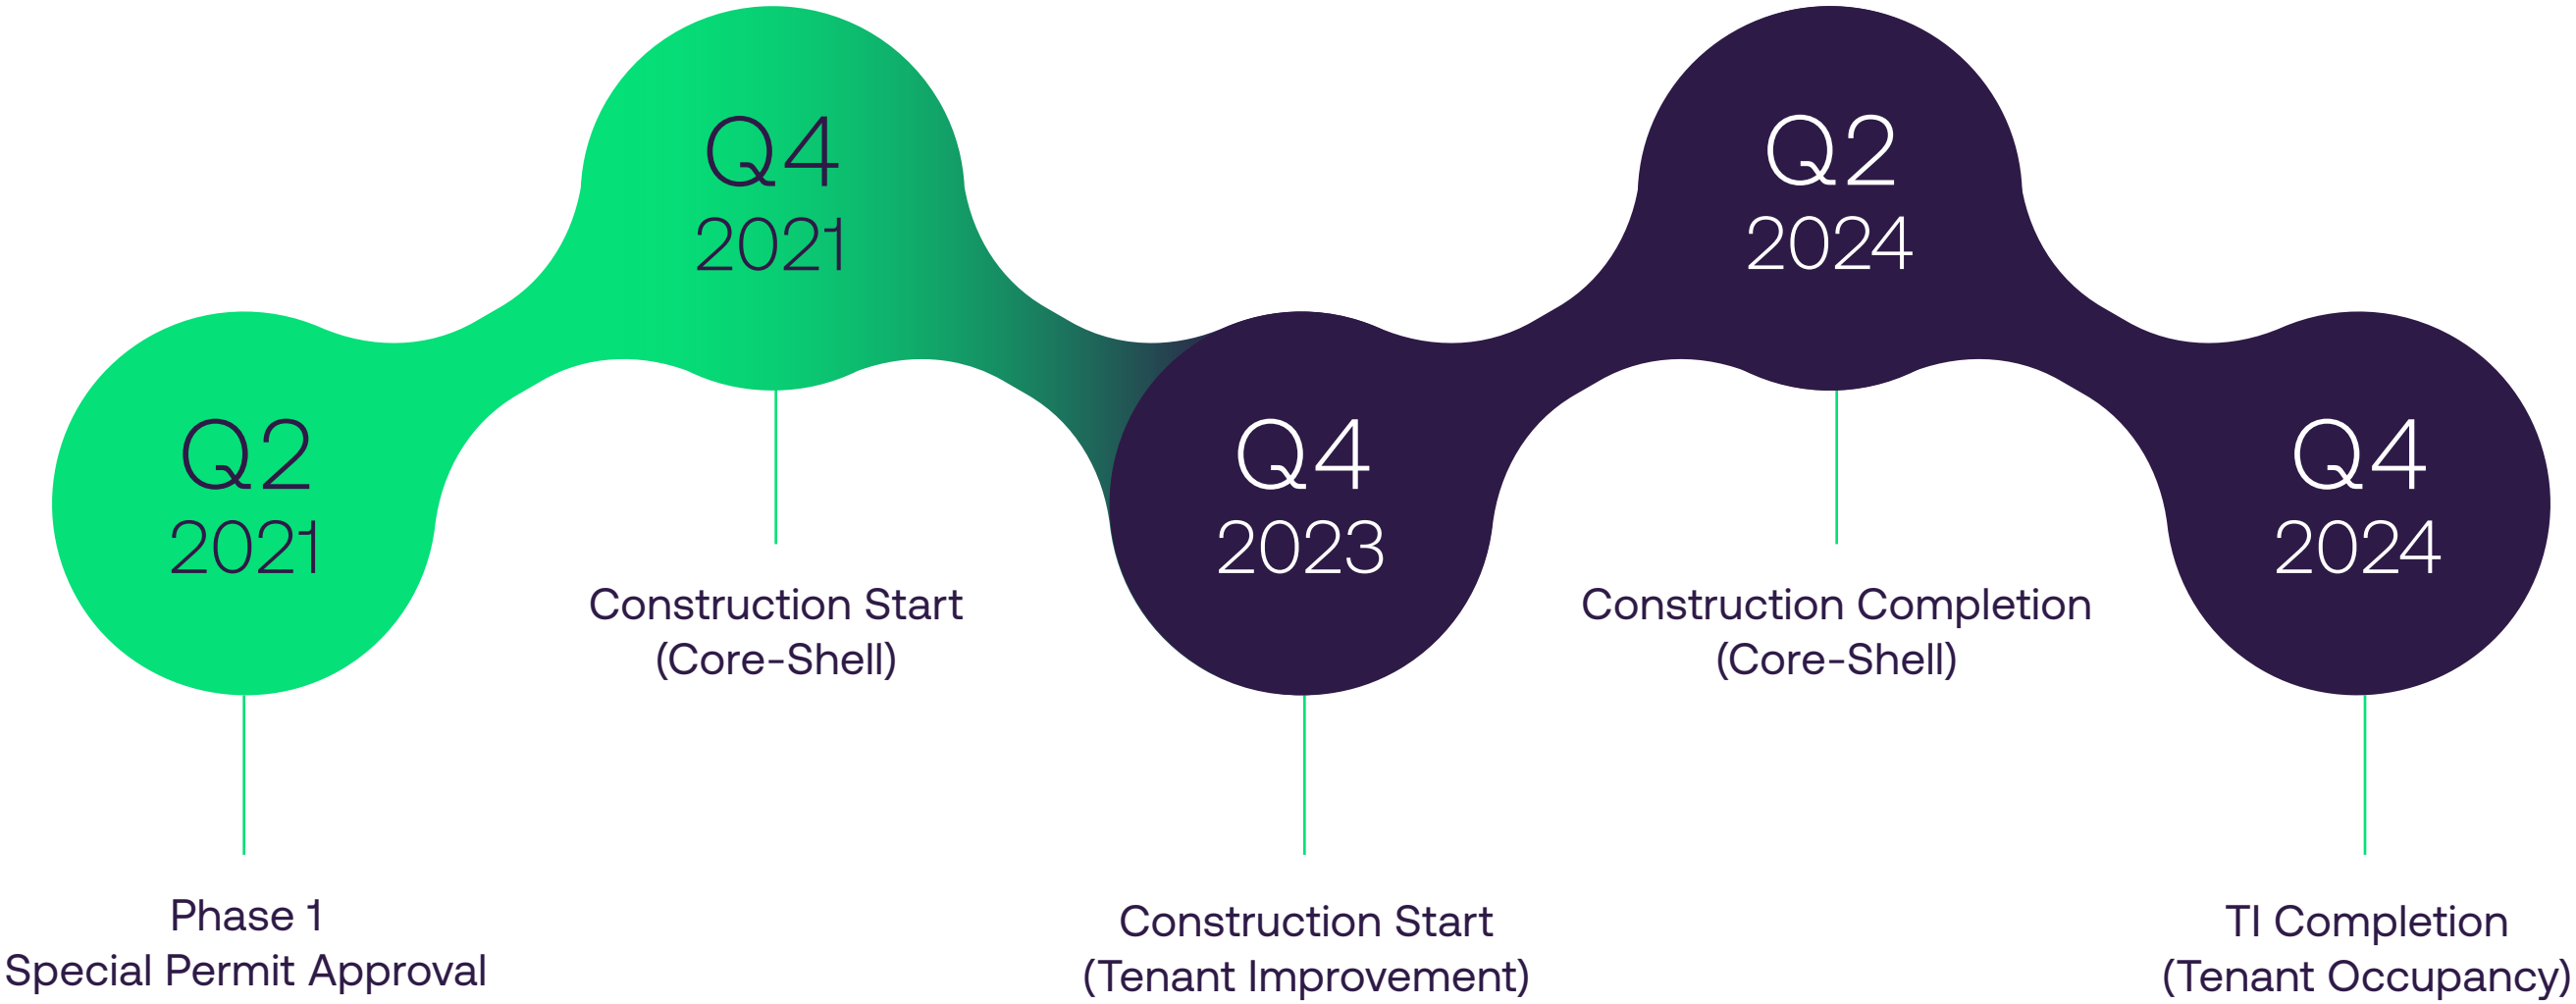 Q2
2021
Phase 1
Special Permit Approval
Q4
2021
Construction Start
(Core-Shell)
Q4
2023
Construction Start
(Tenant Improvement)
Q2
2024
Construction Completion
(Core-Shell)
Q4
2024
TI Completion
(Tenant Occupancy)